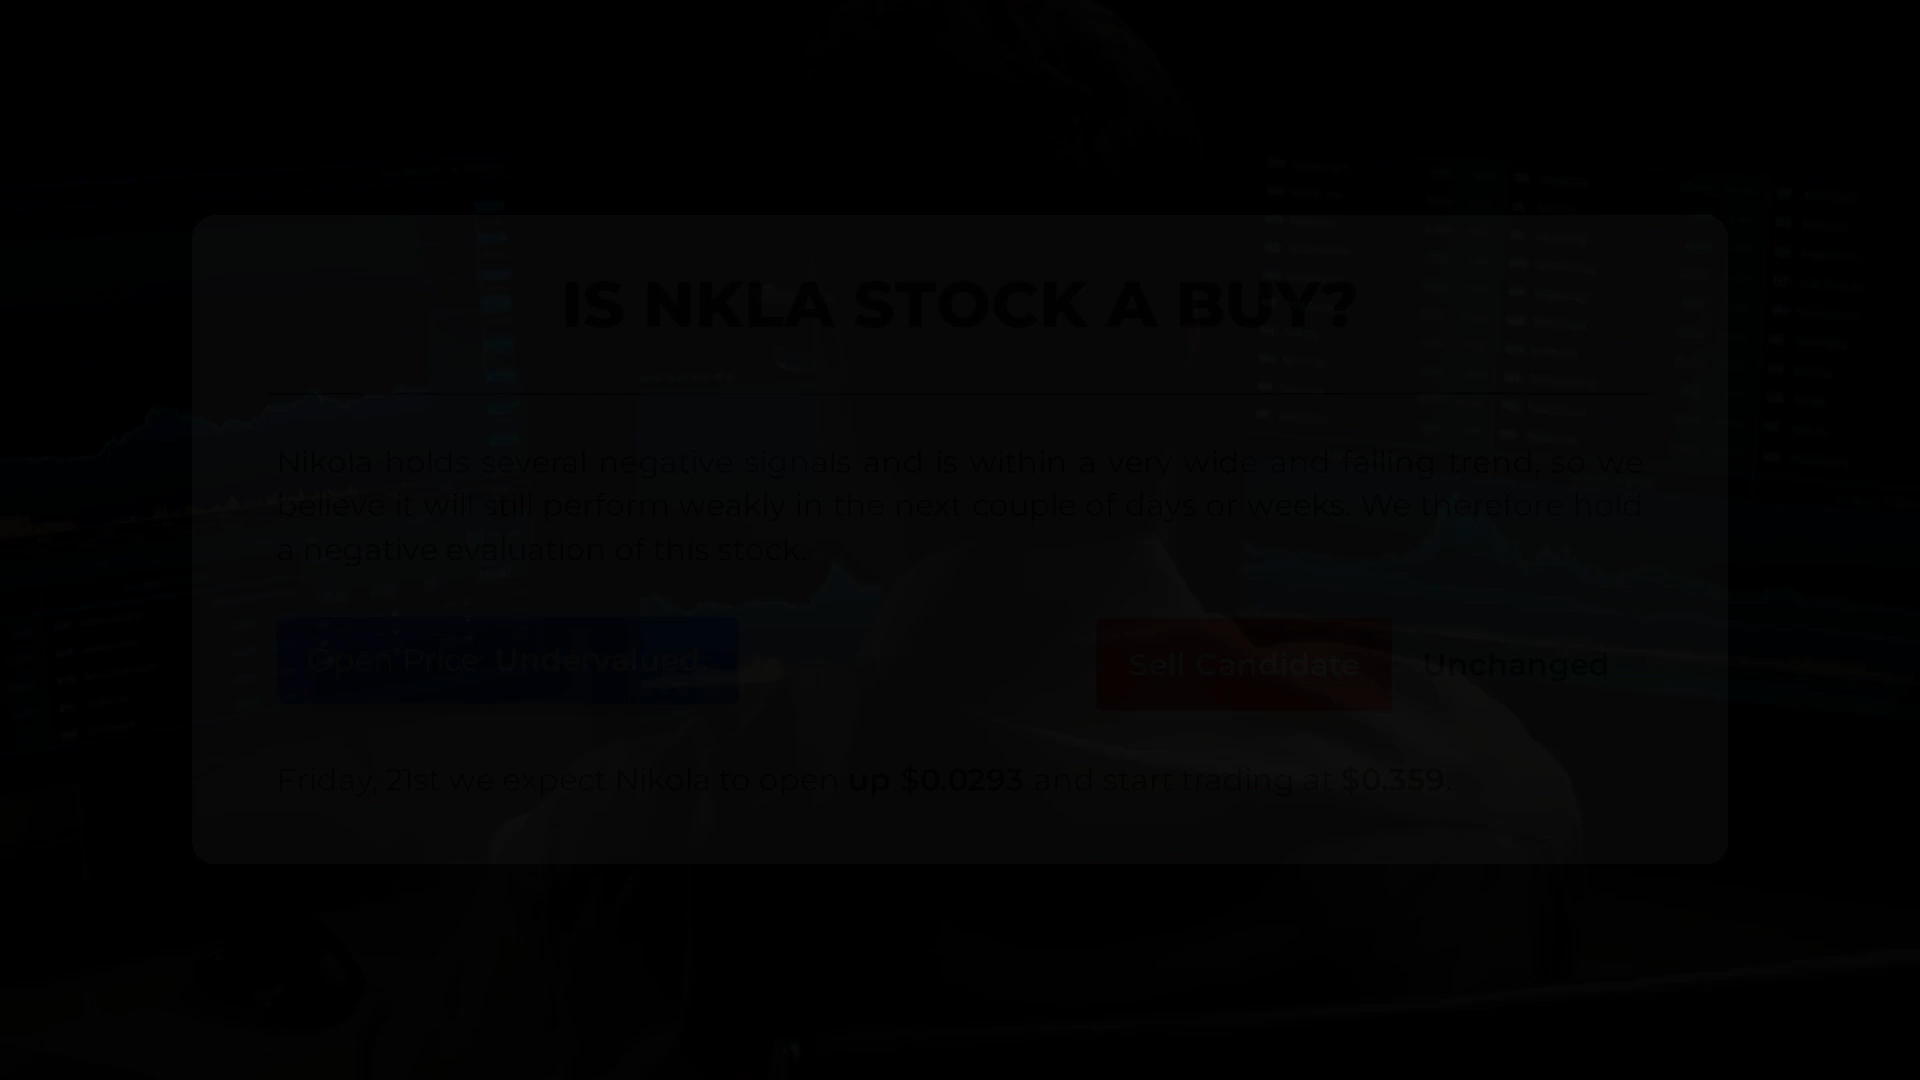 IS NKLA STOCK A BUY?
Nikola holds several negative signals and is within a very wide and falling trend, so we
believe it will still perform weakly in the next couple of days or weeks. We therefore hold
a negative evaluation of this stock.
Open Price: Undervalued
Sell Candidate Unchanged
Friday, 21st we expect Nikola to open up $0.0293 and start trading at $0.359.